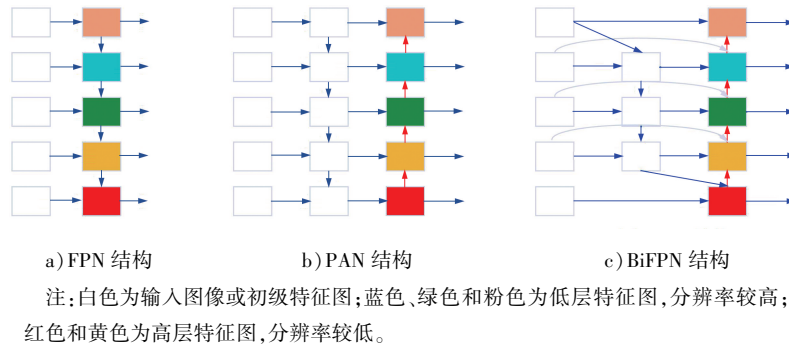 a)FPN 结构
b)PAN 结构
c)BiFPN 结构
注:白色为输入图像或初级特征图;蓝色、绿色和粉色为低层特征图,分辨率较高;
红色和黄色为高层特征图,分辨率较低。